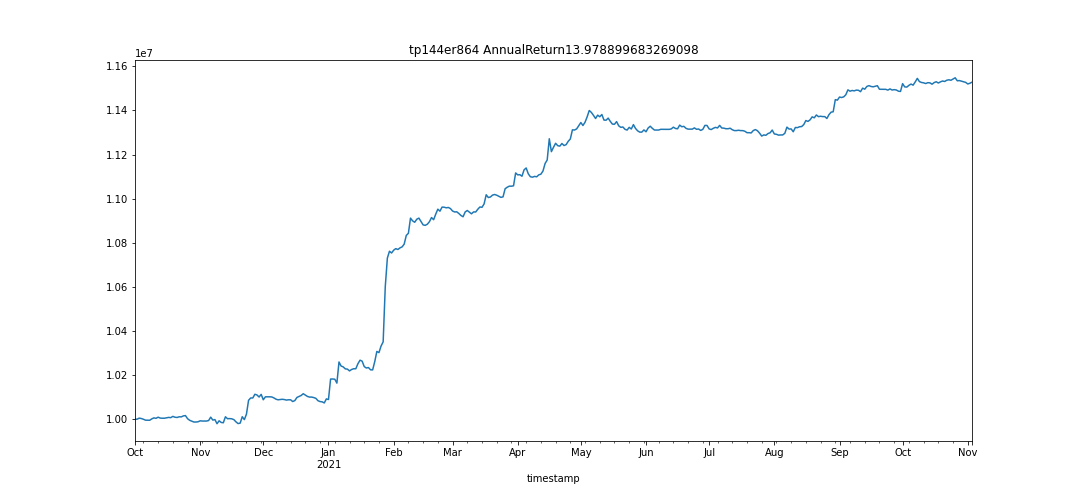 tp144er864 AnnualReturn13.978899683269098
1e7
1.16
1.14
1.12
1.10
1.08
1.06
1.04
1.02
1.00
Oct Nov Dec Jan Feb Mar Apr May Jun Jul Aug Sep Oct Nov
2021
timestamp